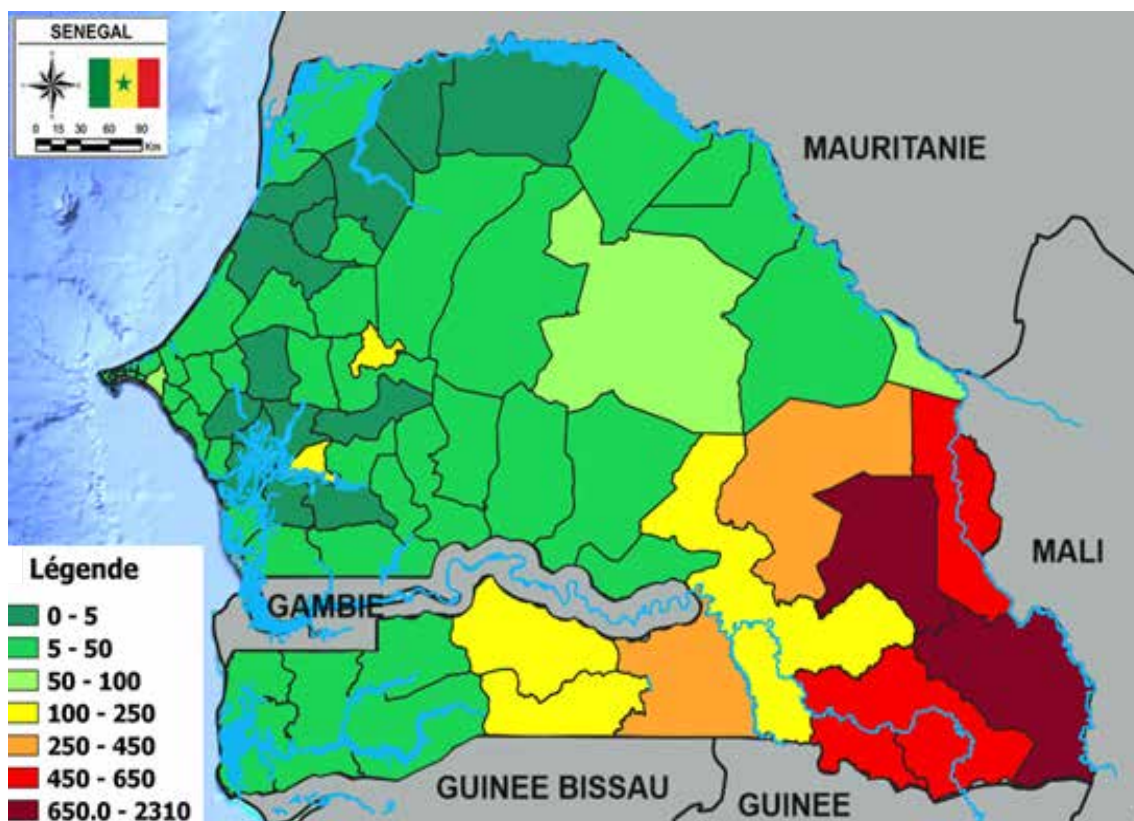 SENEGAL
0 15 30 60 90
Km
MAURITANIE
MALI
GAMBIE
GUINEE BISSAU
GUINEE
Légende
0 - 5
5 - 50
50 - 100
100 - 250
250 - 450
450 - 650
650.0 - 2310